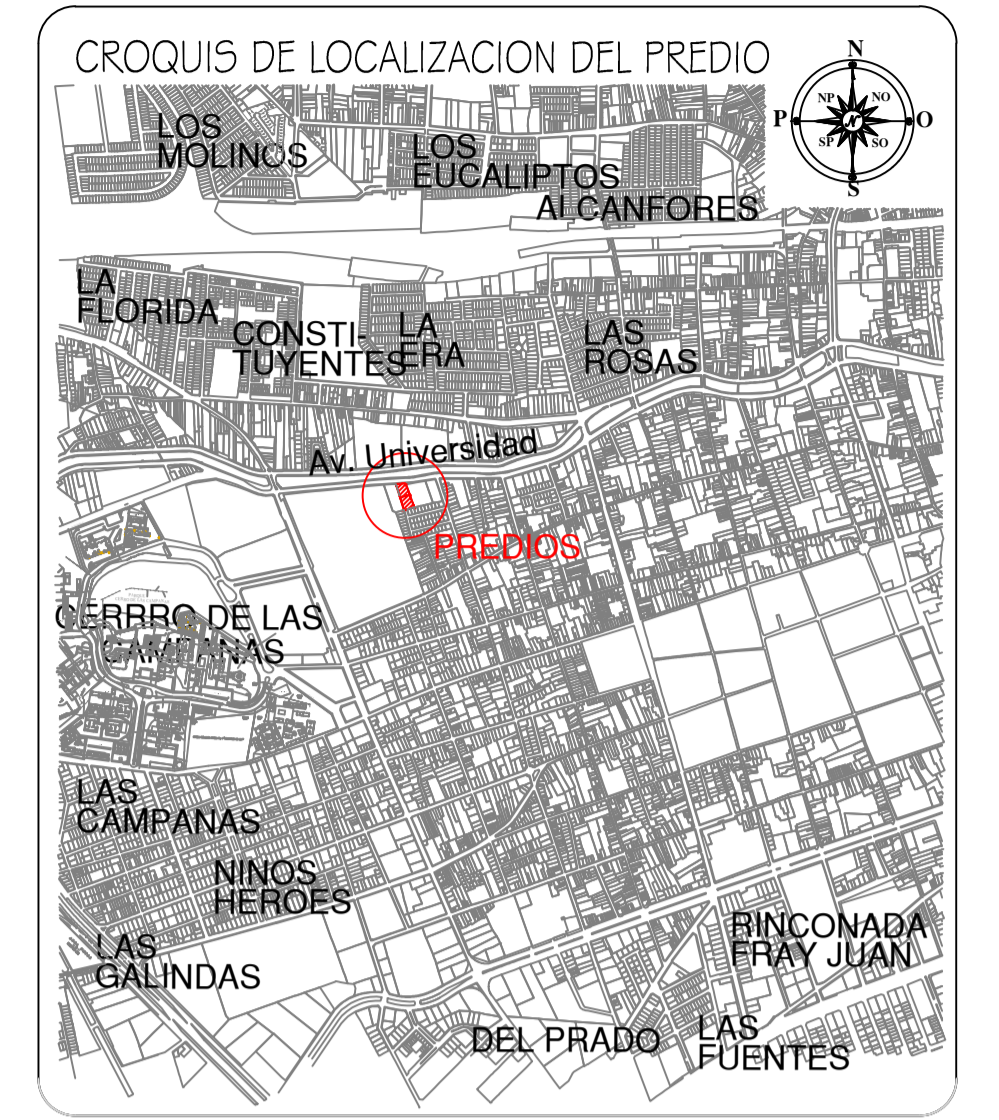 CROQUIS DE LOCALIZACION DEL PREDIO
N
NP
NO
P
N
O
SP
SO
S
LOS
MOLINOS
LOS
EUCALIPTOS
ALCANFORES
LA
FLORIDA
CONSTI-
TUYENTES
LA
ERA
LAS
ROSAS
Av. Universidad
PREDIOS
CERRRO DE LAS
CAMPANAS
LAS
CAMPANAS
NINOS
HEROES
LAS
GALINDAS
RINCONADA
FRAY JUAN
DEL PRADO
LAS
FUENTES